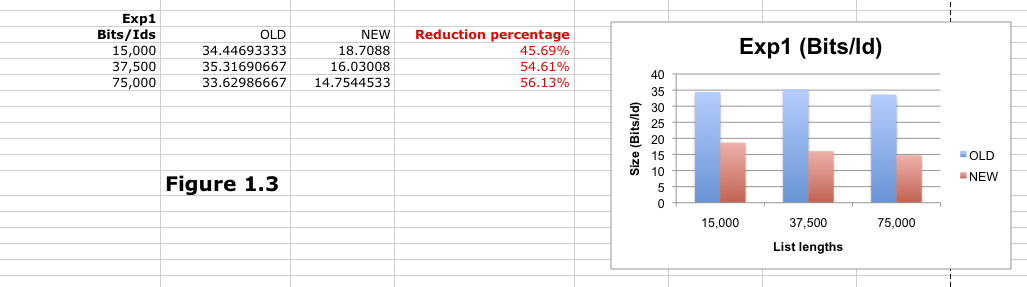 Exp1
Bits/Ids OLD NEW Reduction percentage
15,000 34.44693333 18.7088 45.69%
37,500 35.31690667 16.03008 54.61%
75,000 33.62986667 14.7544533 56.13%
Figure 1.3
Exp1 (Bits/Id)
Size (Bits/Id)
40
35
30
25
20
15
10
5
0
15,000 37,500 75,000
List lengths
OLD
NEW